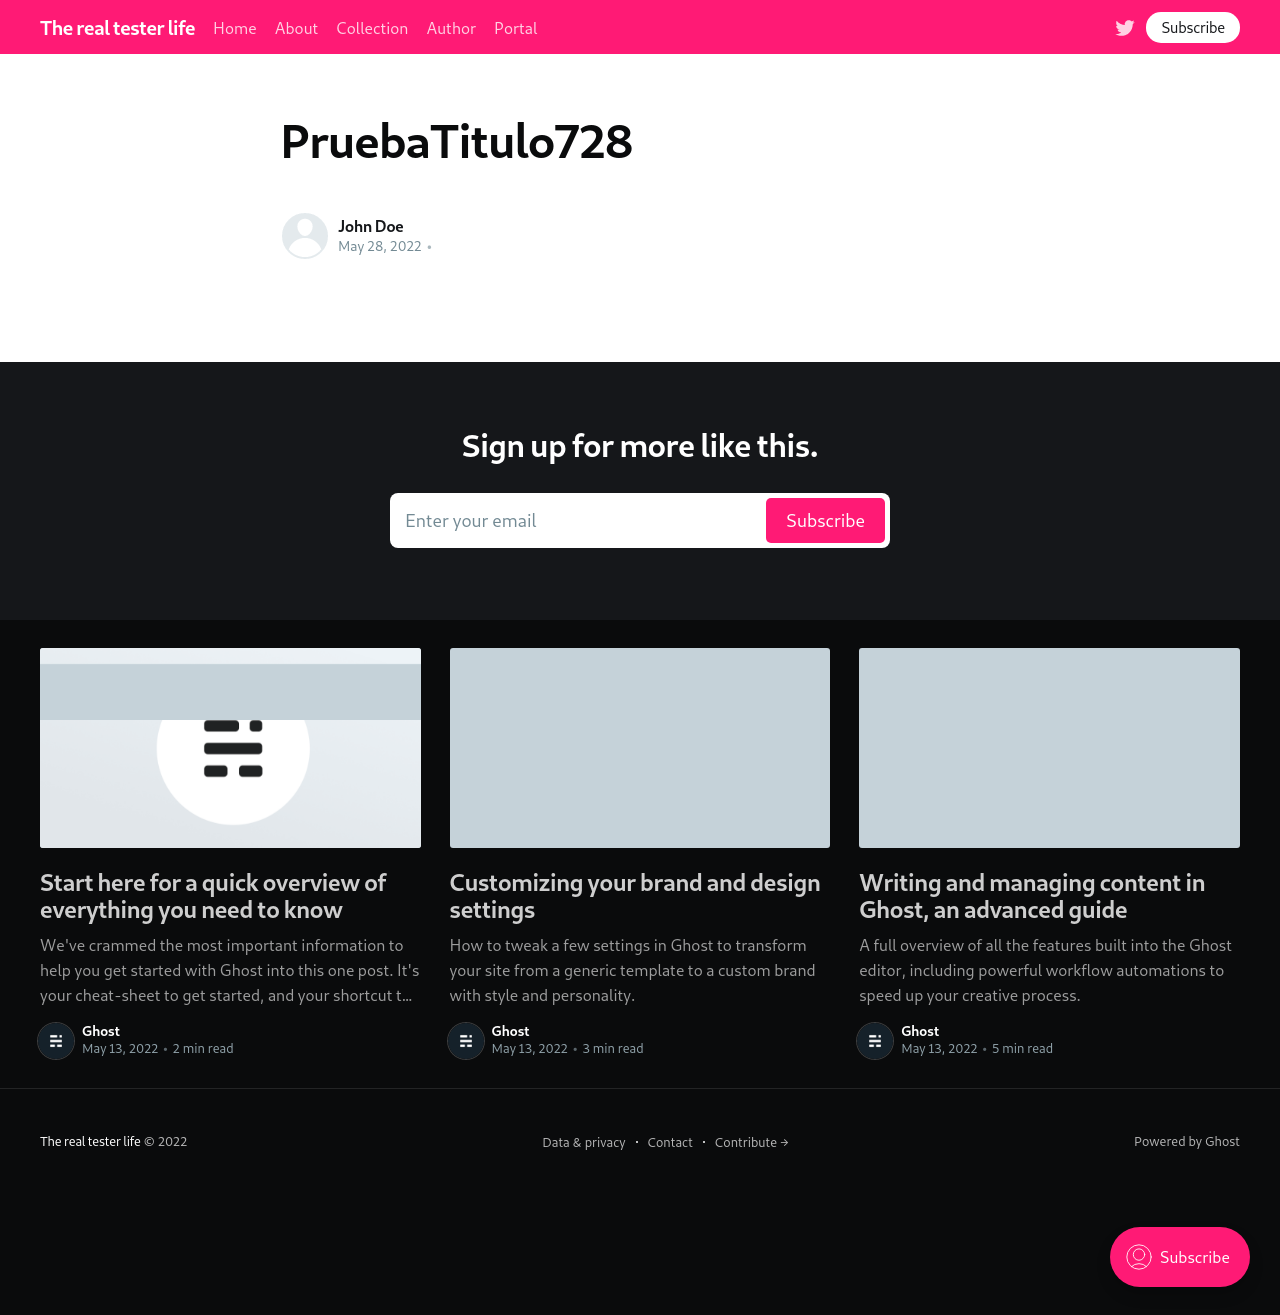 The real tester life Home About Collection Author Portal Subscribe
PruebaTitulo728
John Doe
May 28, 2022 •
Sign up for more like this.
Enter your email Subscribe
Start here for a quick overview of
everything you need to know
We've crammed the most important information to
help you get started with Ghost into this one post. It's
your cheat-sheet to get started, and your shortcut t…
Ghost
May 13, 2022 • 2 min read
Customizing your brand and design
settings
How to tweak a few settings in Ghost to transform
your site from a generic template to a custom brand
with style and personality.
Ghost
May 13, 2022 • 3 min read
Writing and managing content in
Ghost, an advanced guide
A full overview of all the features built into the Ghost
editor, including powerful workflow automations to
speed up your creative process.
Ghost
May 13, 2022 • 5 min read
The real tester life © 2022
Data & privacy • Contact • Contribute →
Powered by Ghost
Subscribe